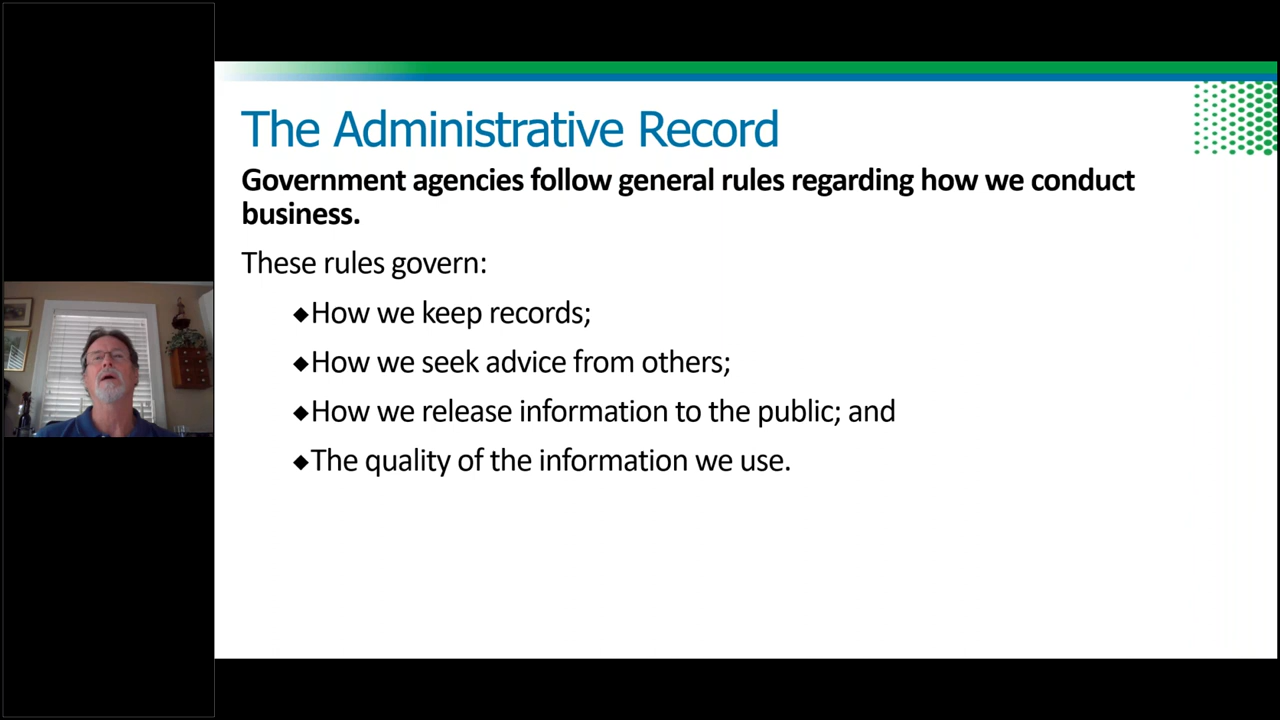 The Administrative Record
Government agencies follow general rules regarding how we conduct
business.
These rules govern:
◆How we keep records;
◆How we seek advice from others;
◆How we release information to the public; and
◆The quality of the information we use.